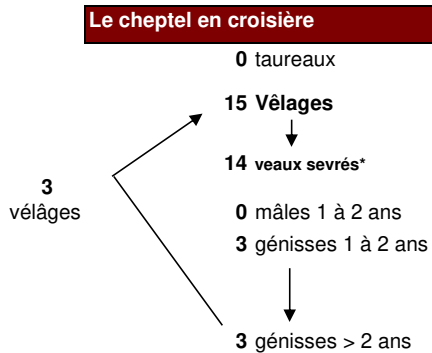 Le cheptel en croisière
0 taureaux
15 Vêlages
14 veaux sevrés*
3
vélâges
0 mâles 1 à 2 ans
3 génisses 1 à 2 ans
3 génisses > 2 ans